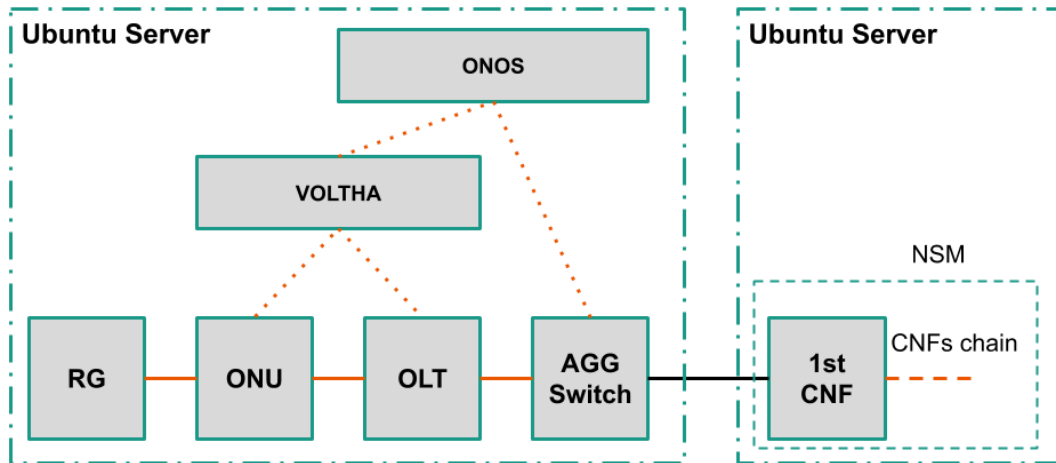 Ubuntu Server
Ubuntu Server
ONOS
VOLTHA
NSM
RG
ONU
OLT
AGG
Switch
1st
CNF
CNFs chain